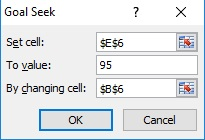 Goal Seek
Set cell: $E$6
To value: 95
By changing cell: $B$6
OK Cancel